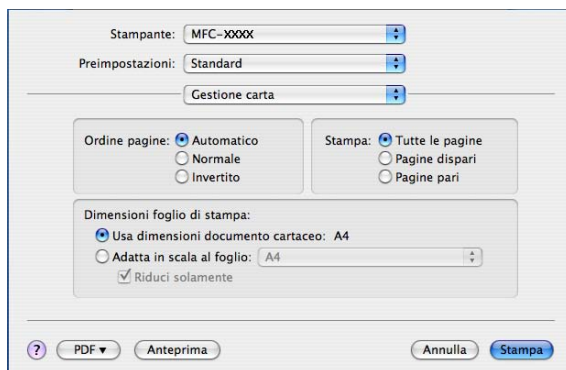 Stampante: MFC-XXXX
Preimpostazioni: Standard
Gestione carta
Ordine pagine: Automatico
Normale
Invertito
Stampa: Tutte le pagine
Pagine dispari
Pagine pari
Dimensioni foglio di stampa:
Usa dimensioni documento cartaceo: A4
Adatta in scala al foglio: A4
Riduci solamente
? PDF ▼ Anteprima Annulla Stampa